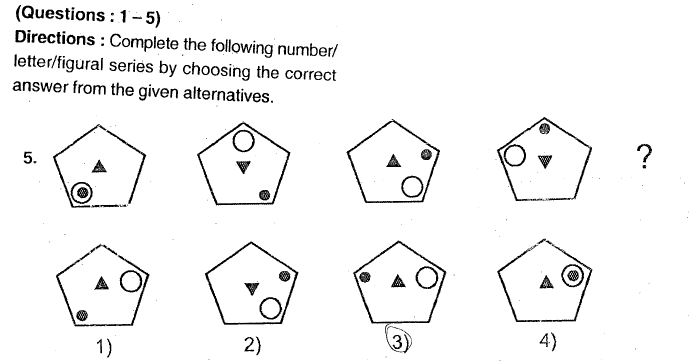 (Questions : 1 – 5)
Directions : Complete the following number/
letter/figural series by choosing the correct
answer from the given alternatives.
5.
?
1) 2) 3) 4)